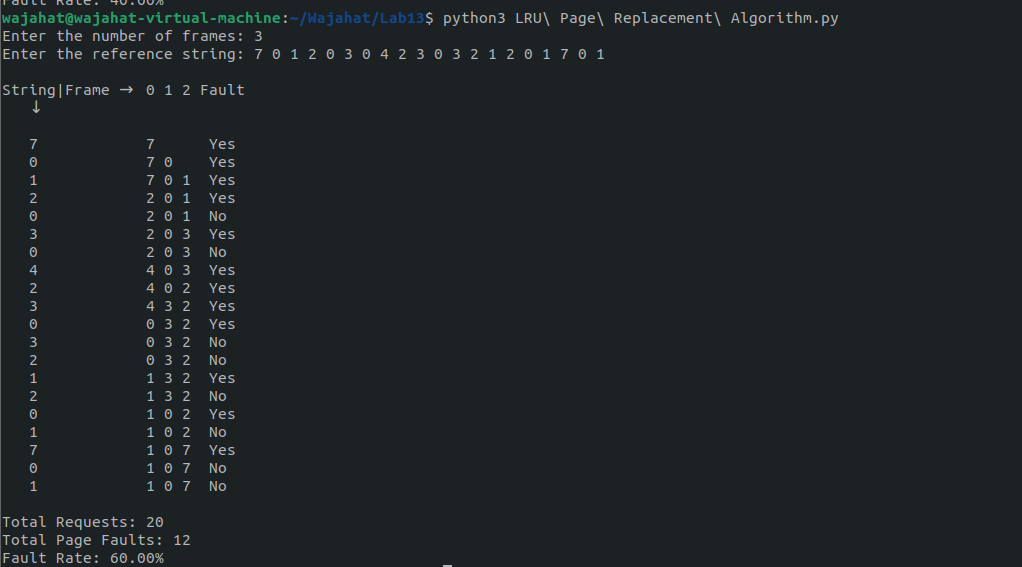 Fault Rate: 40.00%
wajahat@wajahat-virtual-machine:~/Wajahat/Lab13$ python3 LRU\ Page\ Replacement\ Algorithm.py
Enter the number of frames: 3
Enter the reference string: 7 0 1 2 0 3 0 4 2 3 0 3 2 1 2 0 1 7 0 1
String|Frame → 0 1 2 Fault
↓
7 7 Yes
0 7 0 Yes
1 7 0 1 Yes
2 2 0 1 Yes
0 2 0 1 No
3 2 0 3 Yes
0 2 0 3 No
4 4 0 3 Yes
2 4 0 2 Yes
3 4 3 2 Yes
0 0 3 2 Yes
3 0 3 2 No
2 0 3 2 No
1 1 3 2 Yes
2 1 3 2 No
0 1 0 2 Yes
1 1 0 2 No
7 1 0 7 Yes
0 1 0 7 No
1 1 0 7 No
Total Requests: 20
Total Page Faults: 12
Fault Rate: 60.00%